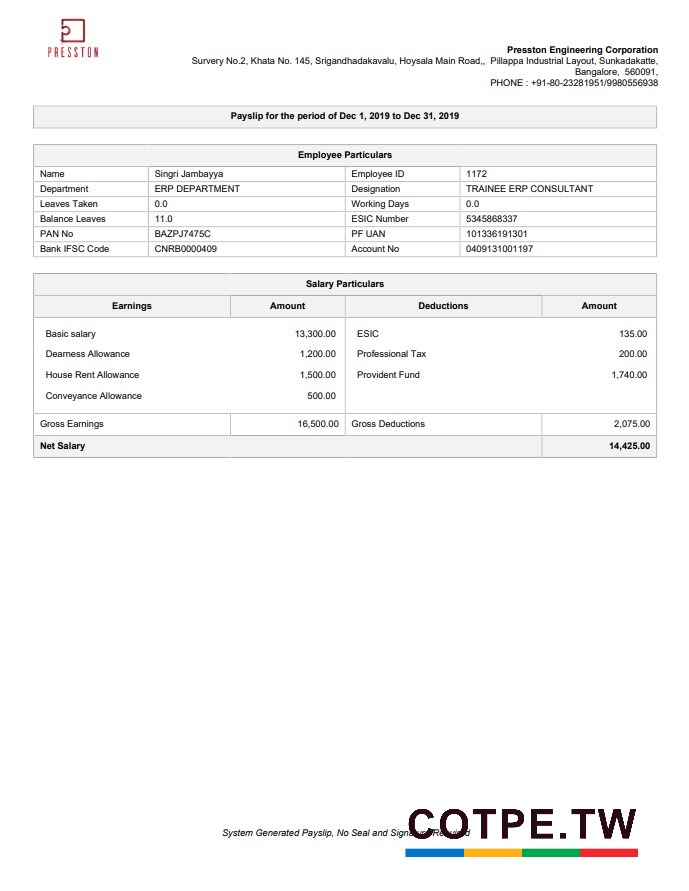 PRESSTON
Presston Engineering Corporation
Survery No.2, Khata No. 145, Srigandhadakavalu, Hoysala Main Road,, Pillappa Industrial Layout, Sunkadakatte,
Bangalore, 560091,
PHONE : +91-80-23281951/9980556938
Payslip for the period of Dec 1, 2019 to Dec 31, 2019
Employee Particulars
Name Singri Jambayya Employee ID 1172
Department ERP DEPARTMENT Designation TRAINEE ERP CONSULTANT
Leaves Taken 0.0 Working Days 0.0
Balance Leaves 11.0 ESIC Number 5345868337
PAN No BAZPJ7475C PF UAN 101336191301
Bank IFSC Code CNRB0000409 Account No 0409131001197
Salary Particulars
Earnings Amount Deductions Amount
Basic salary 13,300.00 ESIC 135.00
Dearness Allowance 1,200.00 Professional Tax 200.00
House Rent Allowance 1,500.00 Provident Fund 1,740.00
Conveyance Allowance 500.00
Gross Earnings 16,500.00 Gross Deductions 2,075.00
Net Salary 14,425.00
System Generated Payslip, No Seal and Signature Required
COTPE.TW